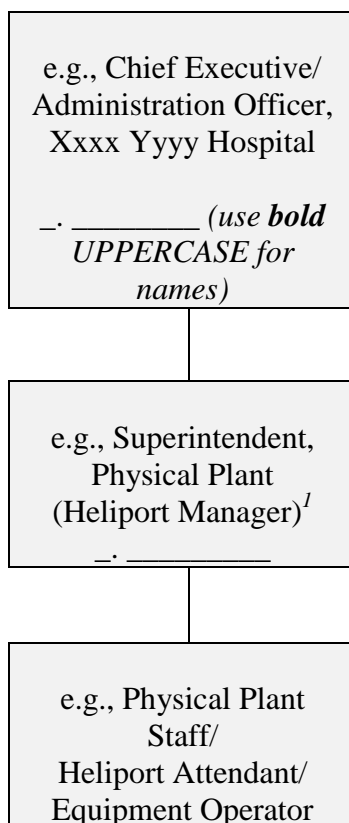 e.g., Chief Executive/
Administration Officer,
Xxxx Yyyy Hospital
_. ________ (use bold
UPPERCASE for
names)
e.g., Superintendent,
Physical Plant
(Heliport Manager)1
_. _________
e.g., Physical Plant
Staff/
Heliport Attendant/
Equipment Operator